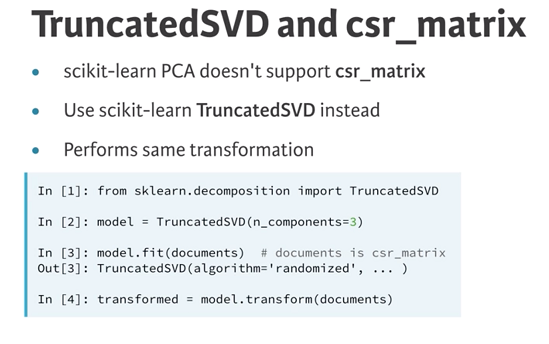 TruncatedSVD and csr_matrix
• scikit-learn PCA doesn't support csr_matrix
• Use scikit-learn TruncatedSVD instead
• Performs same transformation
In [1]: from sklearn.decomposition import TruncatedSVD
In [2]: model = TruncatedSVD(n_components=3)
In [3]: model.fit(documents)  # documents is csr_matrix
Out[3]: TruncatedSVD(algorithm='randomized', ... )
In [4]: transformed = model.transform(documents)